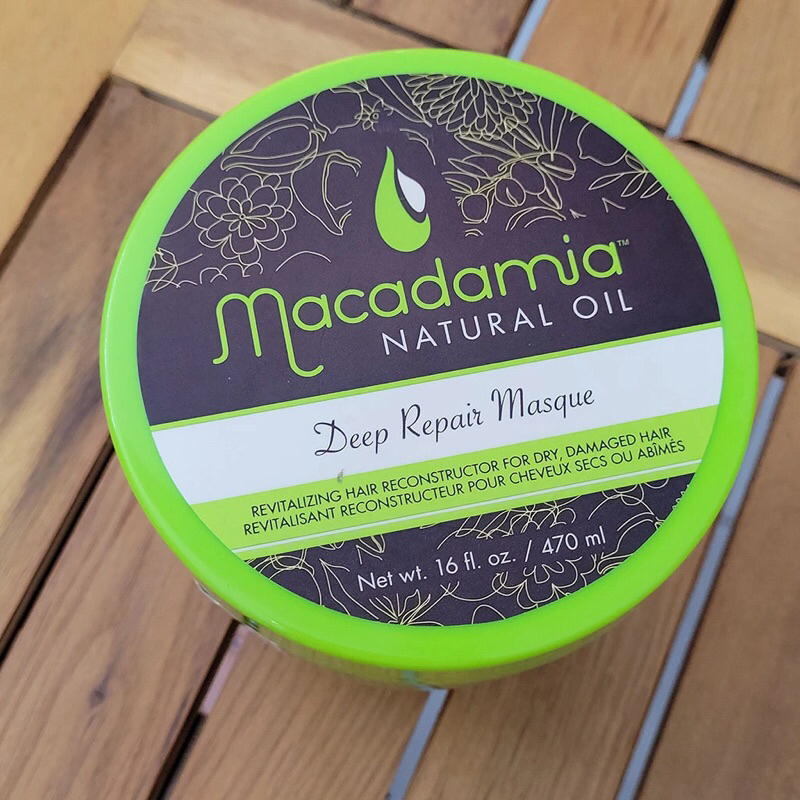 Macadamia™
NATURAL OIL
Deep Repair Masque
REVITALIZING HAIR RECONSTRUCTOR FOR DRY, DAMAGED HAIR
REVITALISANT RECONSTRUCTEUR POUR CHEVEUX SECS OU ABÎMÉS
Net wt. 16 fl. oz. / 470 ml